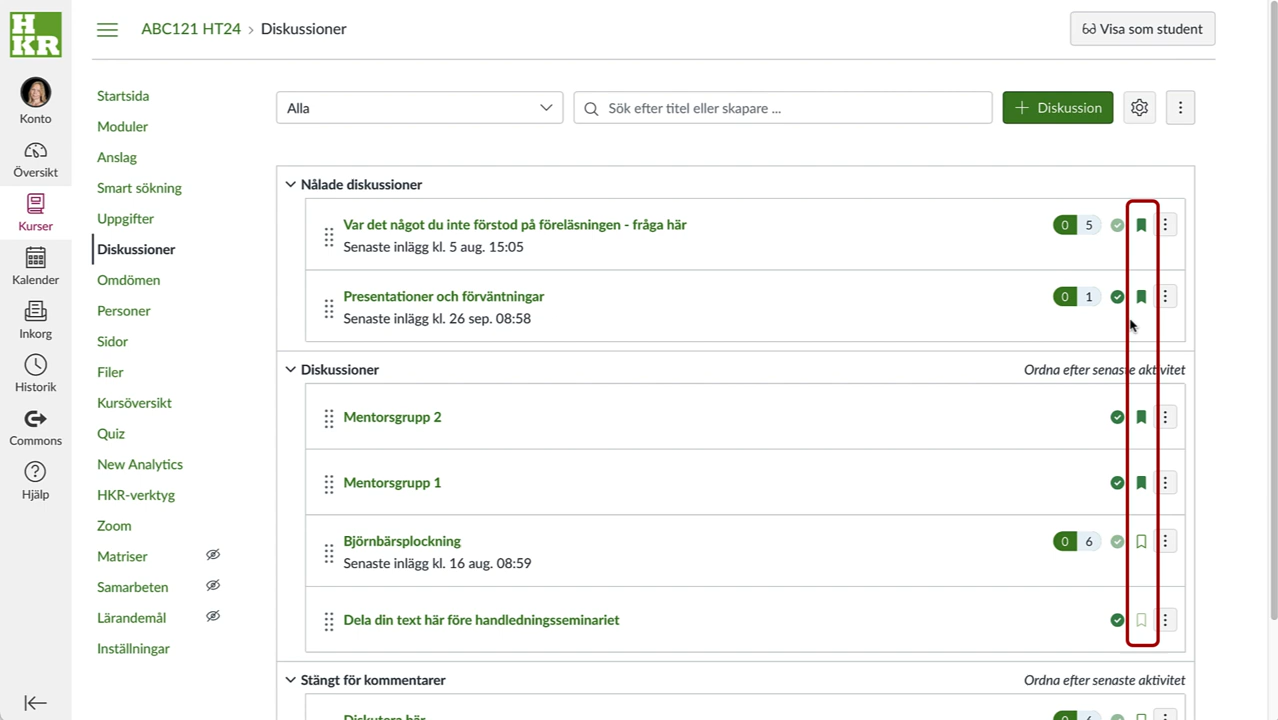 HKR
ABC121 HT24 › Diskussioner
Visa som student
Konto
Översikt
Kurser
Kalender
Inkorg
Historik
Commons
Hjälp
Startsida
Moduler
Anslag
Smart sökning
Uppgifter
Diskussioner
Omdömen
Personer
Sidor
Filer
Kursöversikt
Quiz
New Analytics
HKR-verktyg
Zoom
Matriser
Samarbeten
Lärandemål
Inställningar
Alla
Sök efter titel eller skapare ...
Diskussion
Nålade diskussioner
Var det något du inte förstod på föreläsningen - fråga här
0 5
Senaste inlägg kl. 5 aug. 15:05
Presentationer och förväntningar
0 1
Senaste inlägg kl. 26 sep. 08:58
Diskussioner
Ordna efter senaste aktivitet
Mentorsgrupp 2
Mentorsgrupp 1
Björnbärsplockning
0 6
Senaste inlägg kl. 16 aug. 08:59
Dela din text här före handledningsseminariet
Stängt för kommentarer
Ordna efter senaste aktivitet
Diskutera här